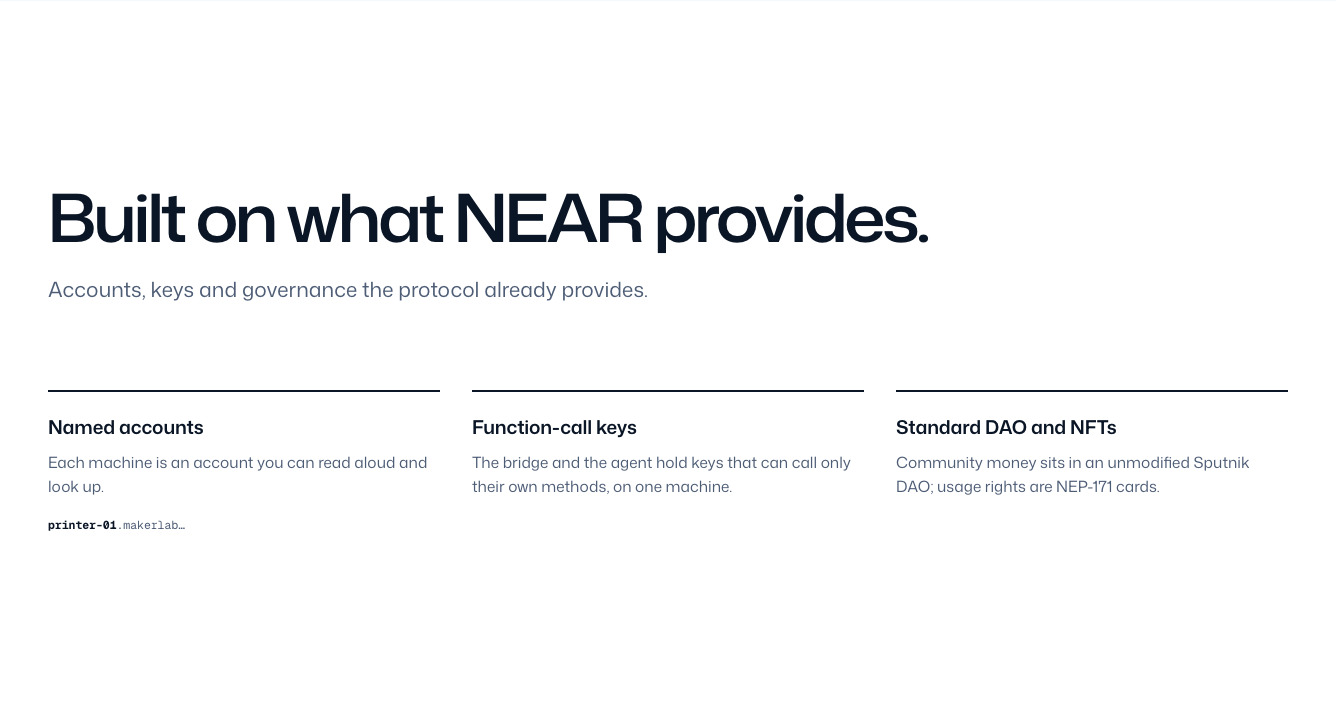 Built on what NEAR provides.
Accounts, keys and governance the protocol already provides.
Named accounts
Each machine is an account you can read aloud and
look up.
printer-01.makerlab…
Function-call keys
The bridge and the agent hold keys that can call only
their own methods, on one machine.
Standard DAO and NFTs
Community money sits in an unmodified Sputnik
DAO; usage rights are NEP-171 cards.